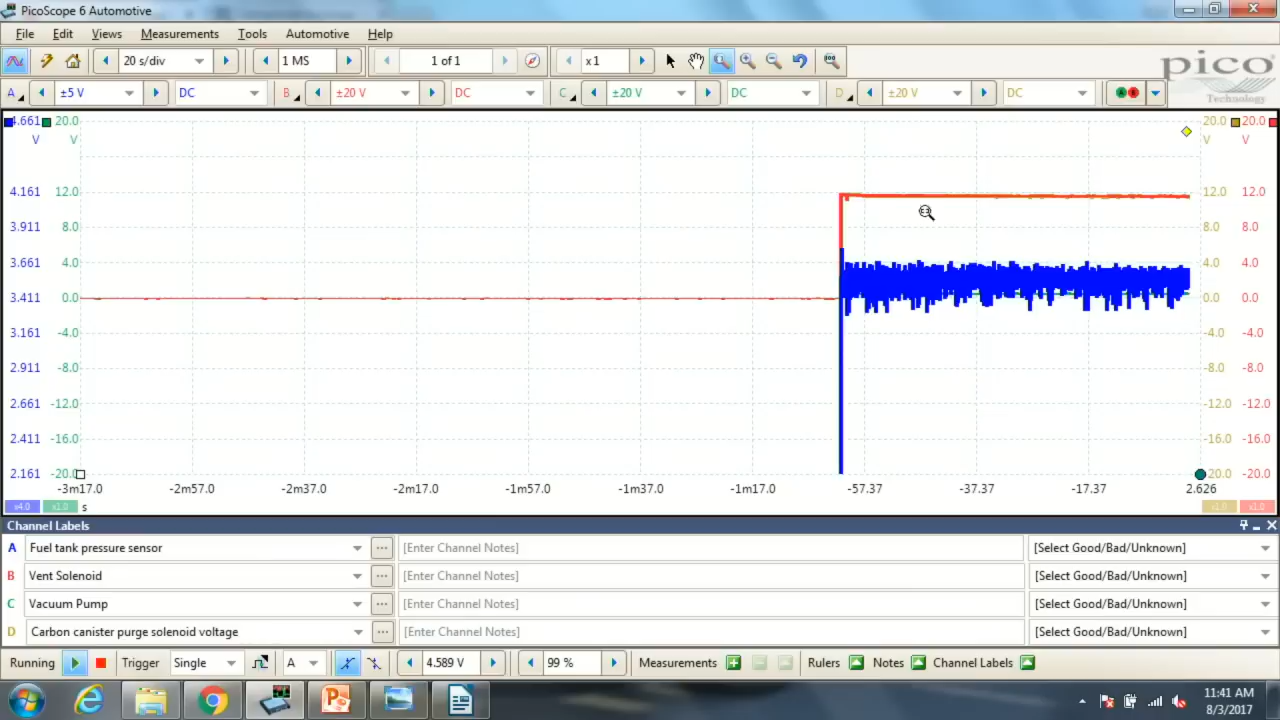 PicoScope 6 Automotive
File Edit Views Measurements Tools Automotive Help
20 s/div 1 MS 1 of 1 x1
pico
Technology
A ±5 V DC B ±20 V DC C ±20 V DC D ±20 V DC
4.661 20.0 20.0 20.0
V V V V
4.161 12.0 12.0 12.0
3.911 8.0 8.0 8.0
3.661 4.0 4.0 4.0
3.411 0.0 0.0 0.0
3.161 -4.0 -4.0 -4.0
2.911 -8.0 -8.0 -8.0
2.661 -12.0 -12.0 -12.0
2.411 -16.0 -16.0 -16.0
2.161 -20.0 -20.0 -20.0
-3m17.0 -2m57.0 -2m37.0 -2m17.0 -1m57.0 -1m37.0 -1m17.0 -57.37 -37.37 -17.37 2.626
x4.0 x1.0 s x1.0 x1.0
Channel Labels
A Fuel tank pressure sensor ... [Enter Channel Notes] [Select Good/Bad/Unknown]
B Vent Solenoid ... [Enter Channel Notes] [Select Good/Bad/Unknown]
C Vacuum Pump ... [Enter Channel Notes] [Select Good/Bad/Unknown]
D Carbon canister purge solenoid voltage ... [Enter Channel Notes] [Select Good/Bad/Unknown]
Running Trigger Single A 4.589 V 99 % Measurements Rulers Notes Channel Labels
11:41 AM
8/3/2017